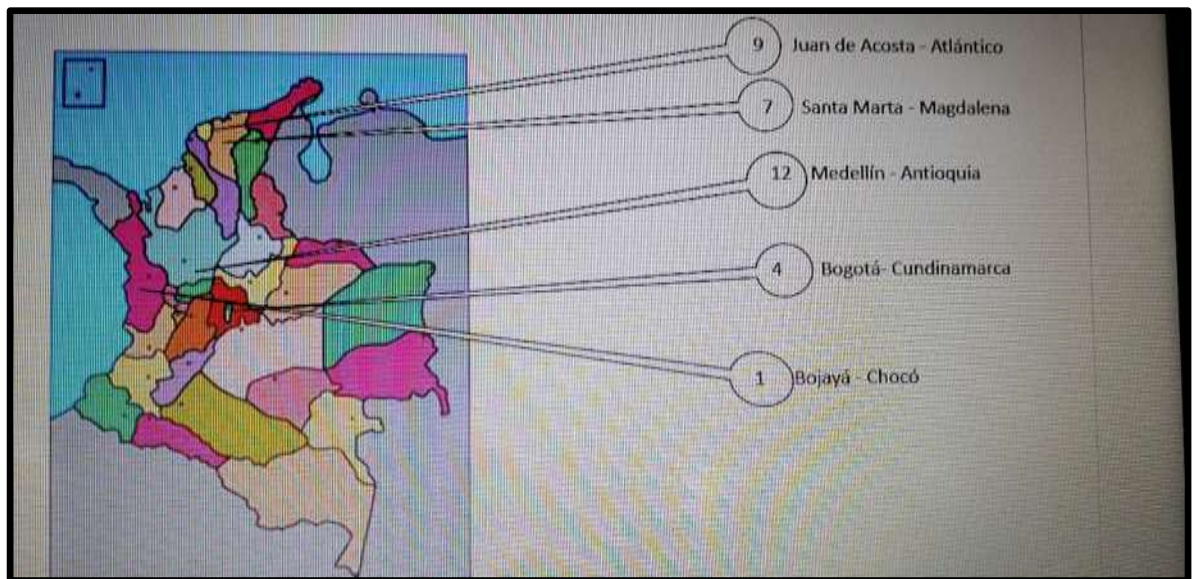 9 Juan de Acosta - Atlántico
7 Santa Marta - Magdalena
12 Medellín - Antioquia
4 Bogotá- Cundinamarca
1 Bojayá - Chocó